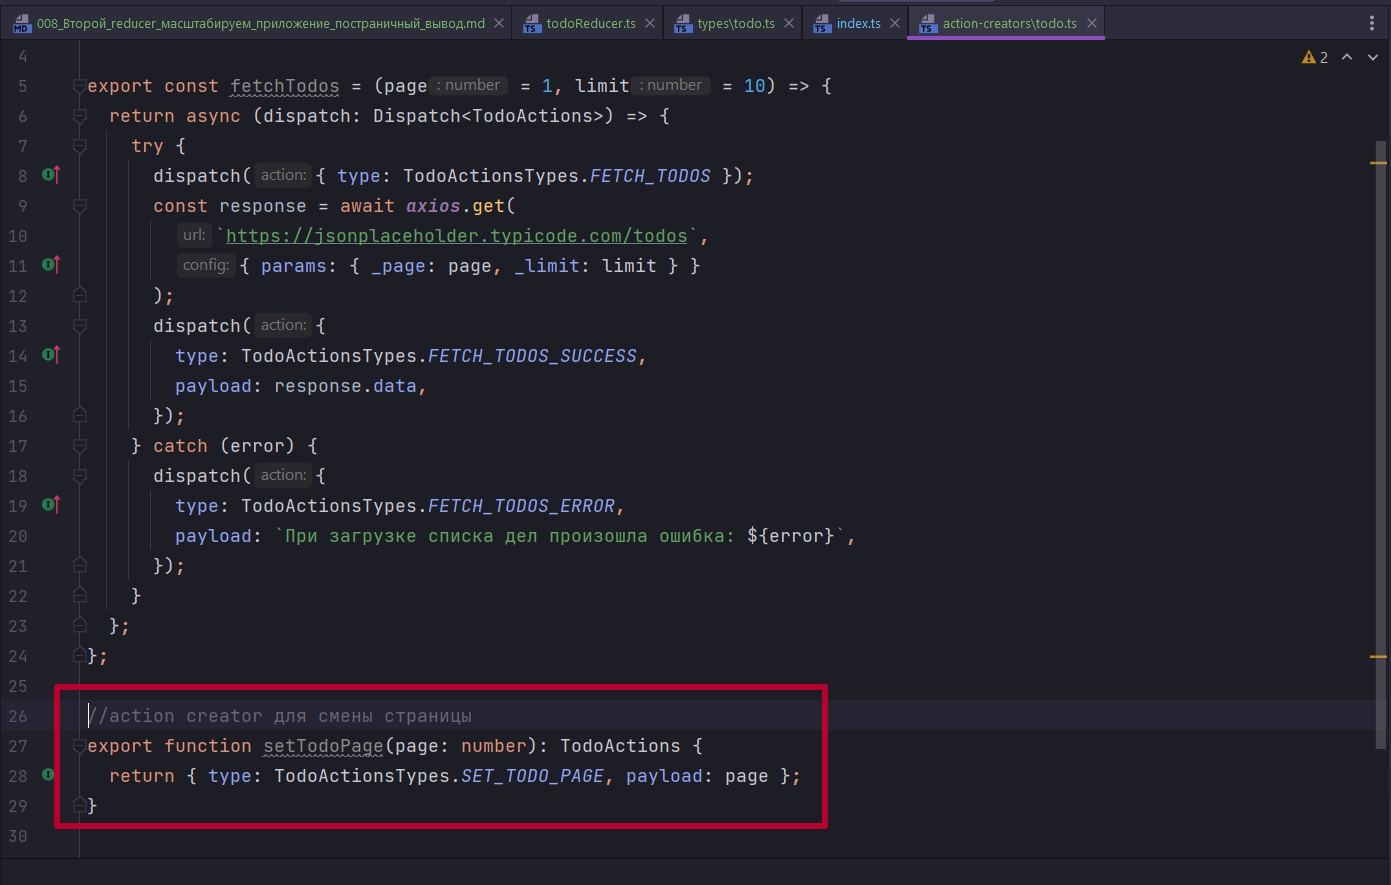 008_Второй_reducer_масштабируем_приложение_постраничный_вывод.md todoReducer.ts types\todo.ts index.ts action-creators\todo.ts
4 2
5 export const fetchTodos = (page : number = 1, limit : number = 10) => {
6 return async (dispatch: Dispatch<TodoActions>) => {
7 try {
8 dispatch( action: { type: TodoActionsTypes.FETCH_TODOS });
9 const response = await axios.get(
10 url: `https://jsonplaceholder.typicode.com/todos`,
11 config: { params: { _page: page, _limit: limit } }
12 );
13 dispatch( action: {
14 type: TodoActionsTypes.FETCH_TODOS_SUCCESS,
15 payload: response.data,
16 });
17 } catch (error) {
18 dispatch( action: {
19 type: TodoActionsTypes.FETCH_TODOS_ERROR,
20 payload: `При загрузке списка дел произошла ошибка: ${error}`,
21 });
22 }
23 };
24 };
25
26 //action creator для смены страницы
27 export function setTodoPage(page: number): TodoActions {
28 return { type: TodoActionsTypes.SET_TODO_PAGE, payload: page };
29 }
30